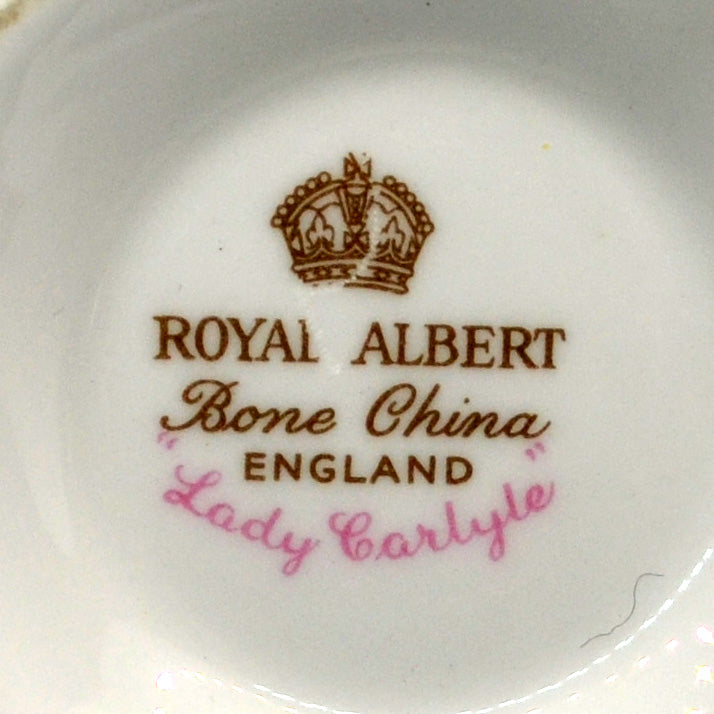 ROYAL ALBERT
Bone China
ENGLAND
"Lady Carlyle"